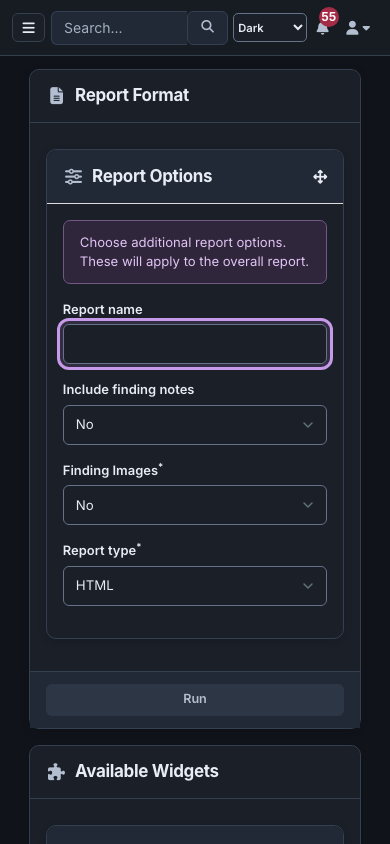 Search...
Dark
55
Report Format
Report Options
Choose additional report options.
These will apply to the overall report.
Report name
Include finding notes
No
Finding Images*
No
Report type*
HTML
Run
Available Widgets